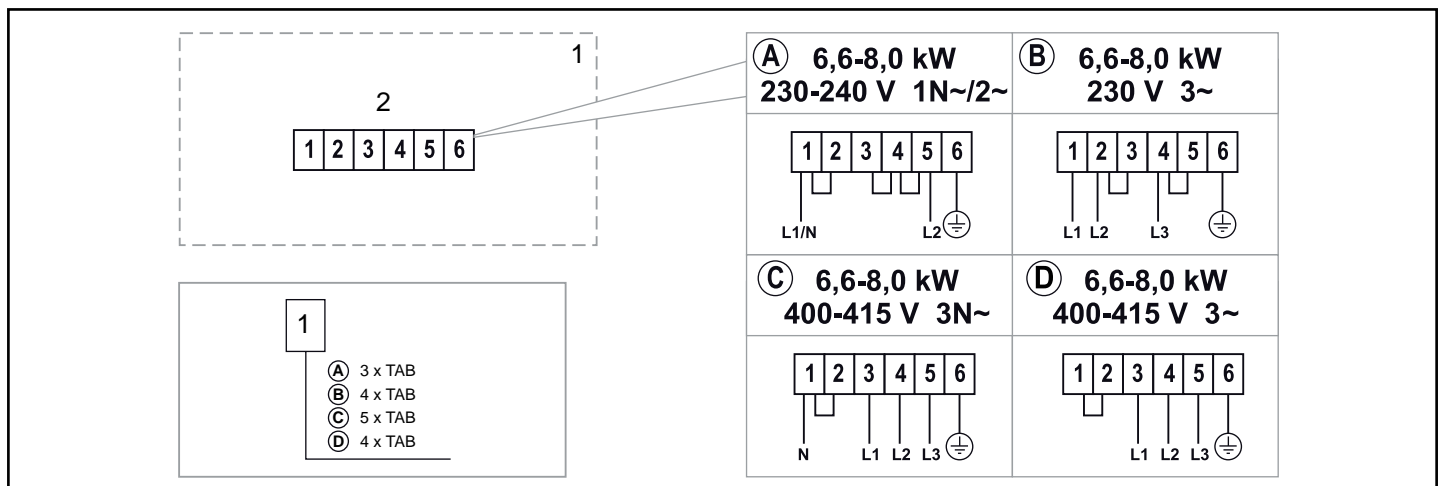 1
2
1 2 3 4 5 6
1
A 3 x TAB
B 4 x TAB
C 5 x TAB
D 4 x TAB
A 6,6-8,0 kW
230-240 V 1N~/2~
1 2 3 4 5 6
L1/N L2
B 6,6-8,0 kW
230 V 3~
1 2 3 4 5 6
L1 L2 L3
C 6,6-8,0 kW
400-415 V 3N~
1 2 3 4 5 6
N L1 L2 L3
D 6,6-8,0 kW
400-415 V 3~
1 2 3 4 5 6
L1 L2 L3